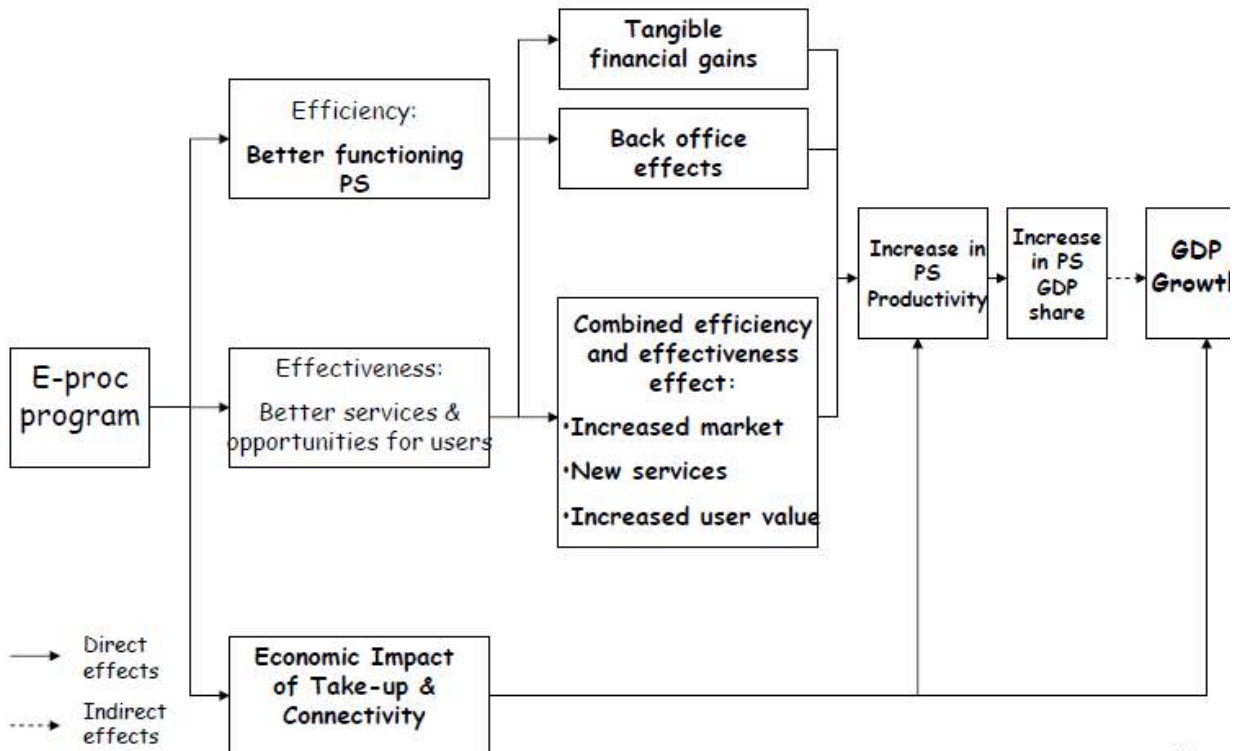 Tangible
financial gains
Efficiency:
Better functioning
PS
Back office
effects
Increase in
PS
Productivity
Increase
in PS
GDP
share
GDP
Growth
Combined efficiency
and effectiveness
effect:
•Increased market
•New services
•Increased user value
E-proc
program
Effectiveness:
Better services &
opportunities for users
Economic Impact
of Take-up &
Connectivity
Direct
effects
Indirect
effects